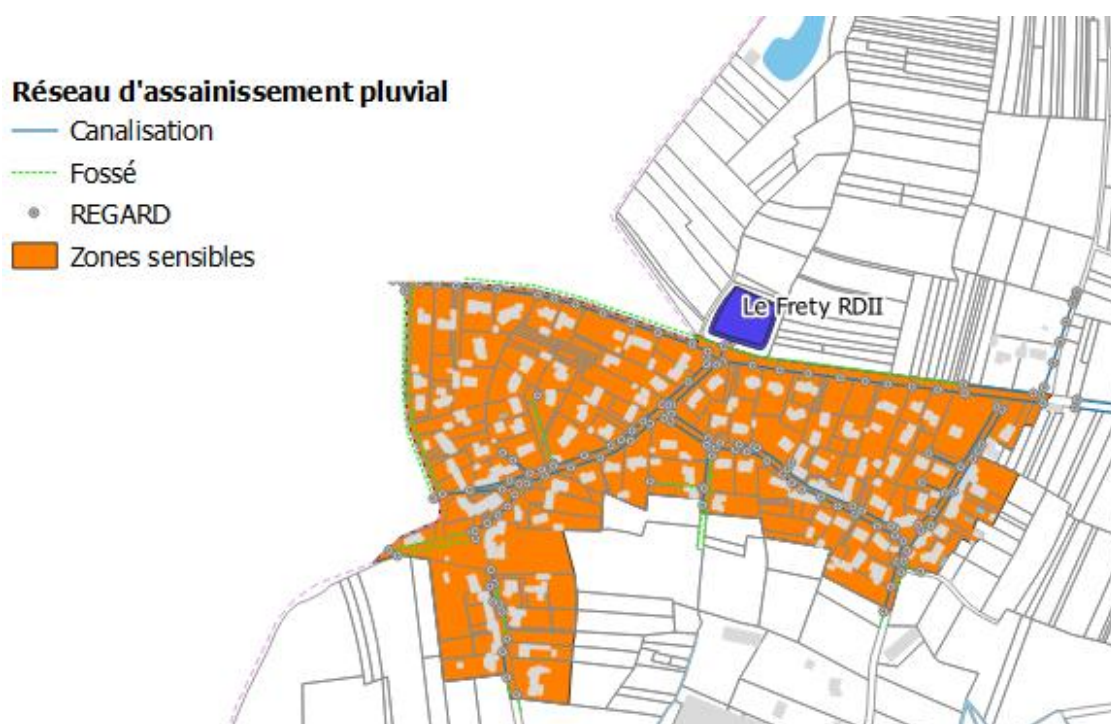 Réseau d'assainissement pluvial
Canalisation
Fossé
REGARD
Zones sensibles
Le Frety RDII